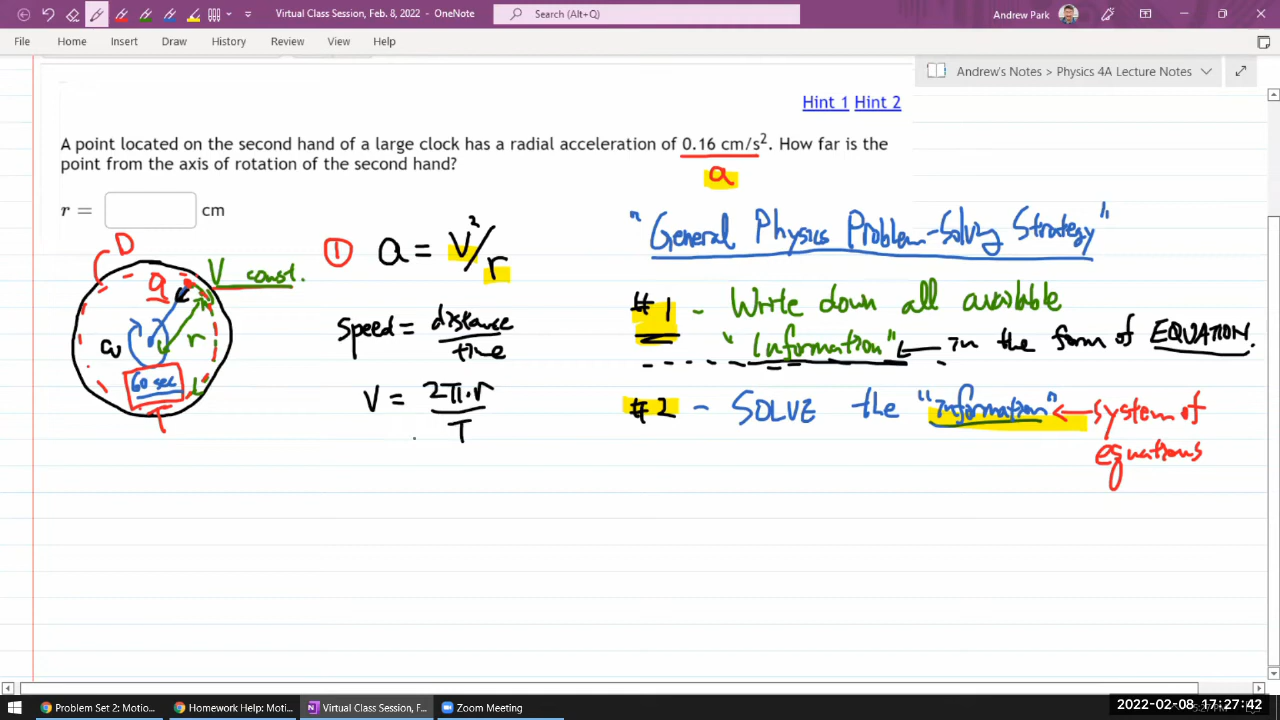 Virtual Class Session, Feb. 8, 2022 - OneNote
Search (Alt+Q)
Andrew Park
File Home Insert Draw History Review View Help
Andrew's Notes > Physics 4A Lecture Notes
Hint 1 Hint 2
A point located on the second hand of a large clock has a radial acceleration of 0.16 cm/s². How far is the
point from the axis of rotation of the second hand?
a
r = cm
"General Physics Problem-Solving Strategy"
D
a
V const.
r
60 sec
T
① a = v²/r
speed = distance
time
V = 2π·r
T
#1 - Write down all available
"Information" ← in the form of EQUATION.
#2 - SOLVE the "information" ← system of
equations
Problem Set 2: Motio...
Homework Help: Moti...
Virtual Class Session, F...
Zoom Meeting
2022-02-08 17:27:42